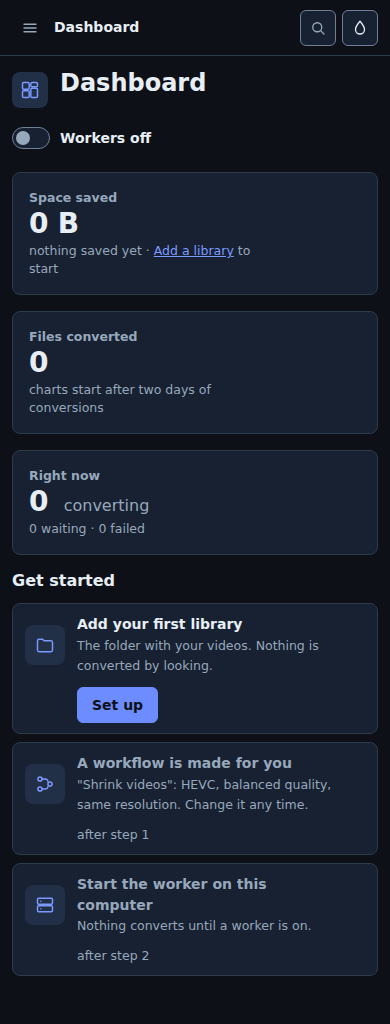 Dashboard
Dashboard
Workers off
Space saved
0 B
nothing saved yet · Add a library to
start
Files converted
0
charts start after two days of
conversions
Right now
0 converting
0 waiting · 0 failed
Get started
Add your first library
The folder with your videos. Nothing is
converted by looking.
Set up
A workflow is made for you
"Shrink videos": HEVC, balanced quality,
same resolution. Change it any time.
after step 1
Start the worker on this
computer
Nothing converts until a worker is on.
after step 2